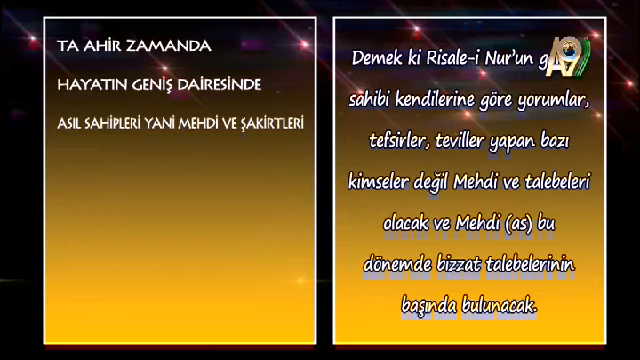 TA AHİR ZAMANDA
HAYATIN GENİŞ DAİRESİNDE
ASIL SAHİPLERİ YANİ MEHDİ VE ŞAKİRTLERİ
A9
Demek ki Risale-i Nur'un
sahibi kendilerine göre yorumlar,
tefsirler, teviller yapan bazı
kimseler değil Mehdi ve talebeleri
olacak ve Mehdi (as) bu
dönemde bizzat talebelerinin
başında bulunacak.